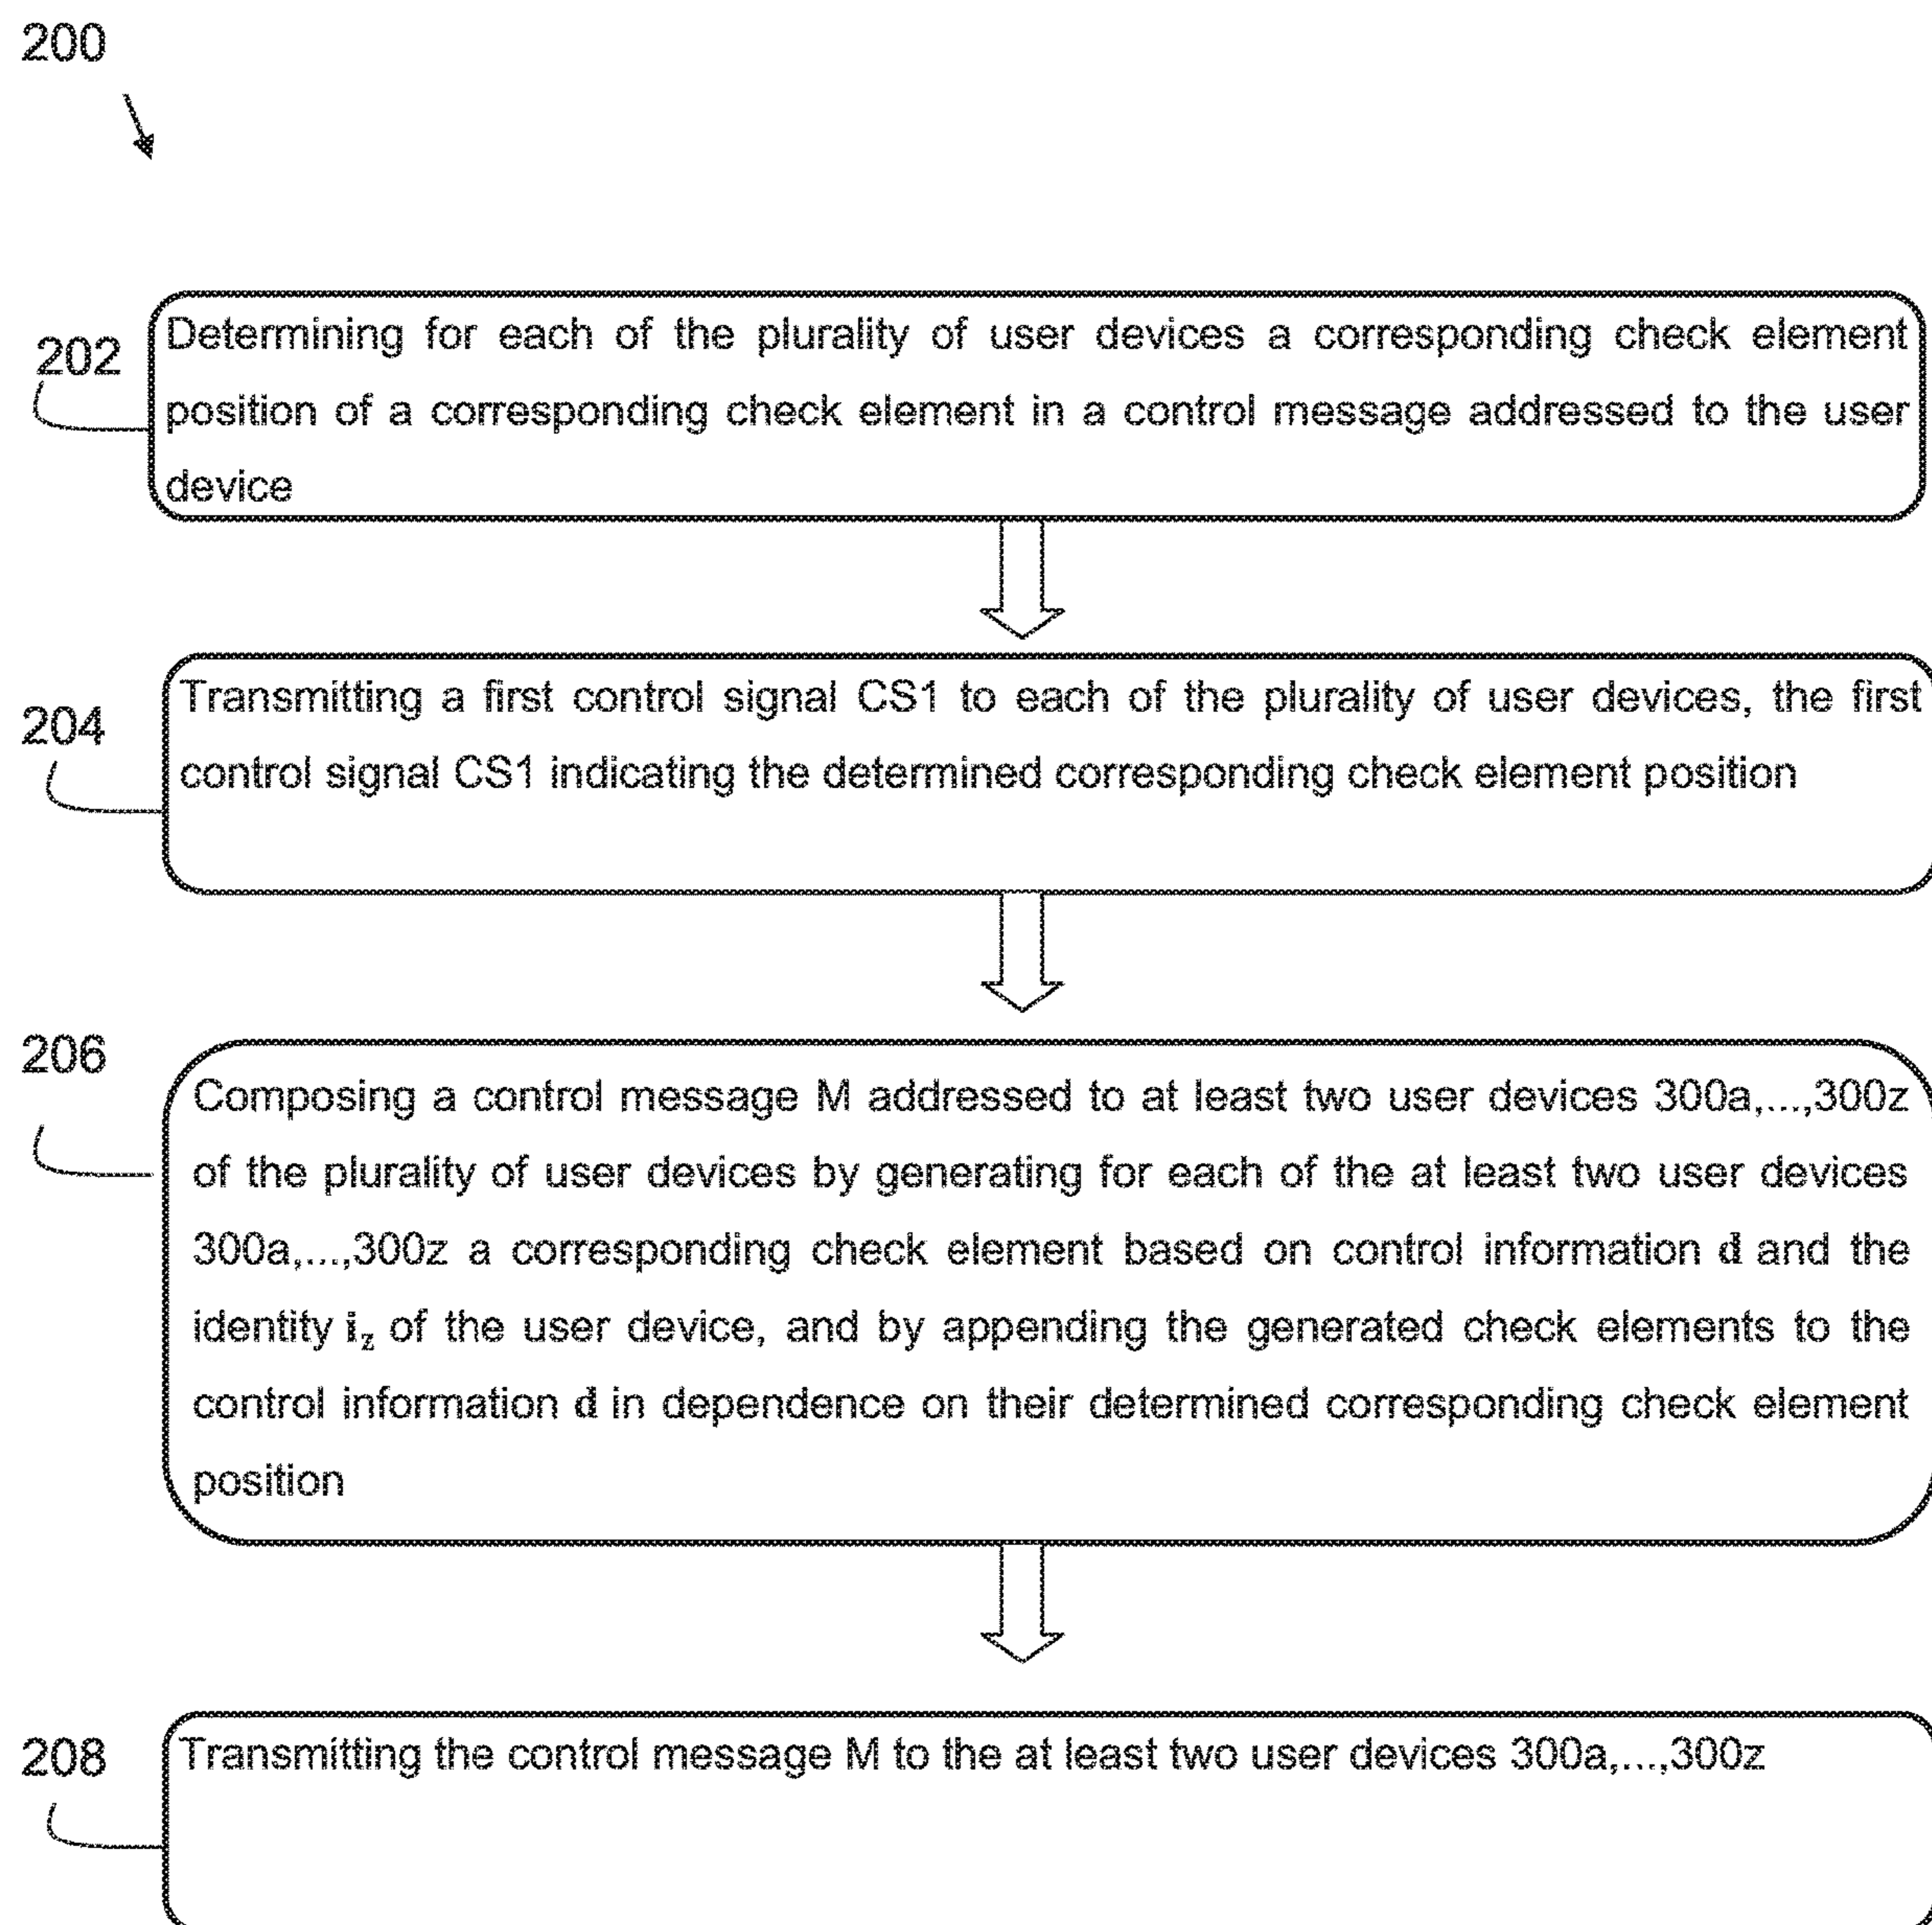 200
202
Determining for each of the plurality of user devices a corresponding check element
position of a corresponding check element in a control message addressed to the user
device
204
Transmitting a first control signal CS1 to each of the plurality of user devices, the first
control signal CS1 indicating the determined corresponding check element position
206
Composing a control message M addressed to at least two user devices 300a,...,300z
of the plurality of user devices by generating for each of the at least two user devices
300a,...,300z a corresponding check element based on control information d and the
identity i_z of the user device, and by appending the generated check elements to the
control information d in dependence on their determined corresponding check element
position
208
Transmitting the control message M to the at least two user devices 300a,...,300z